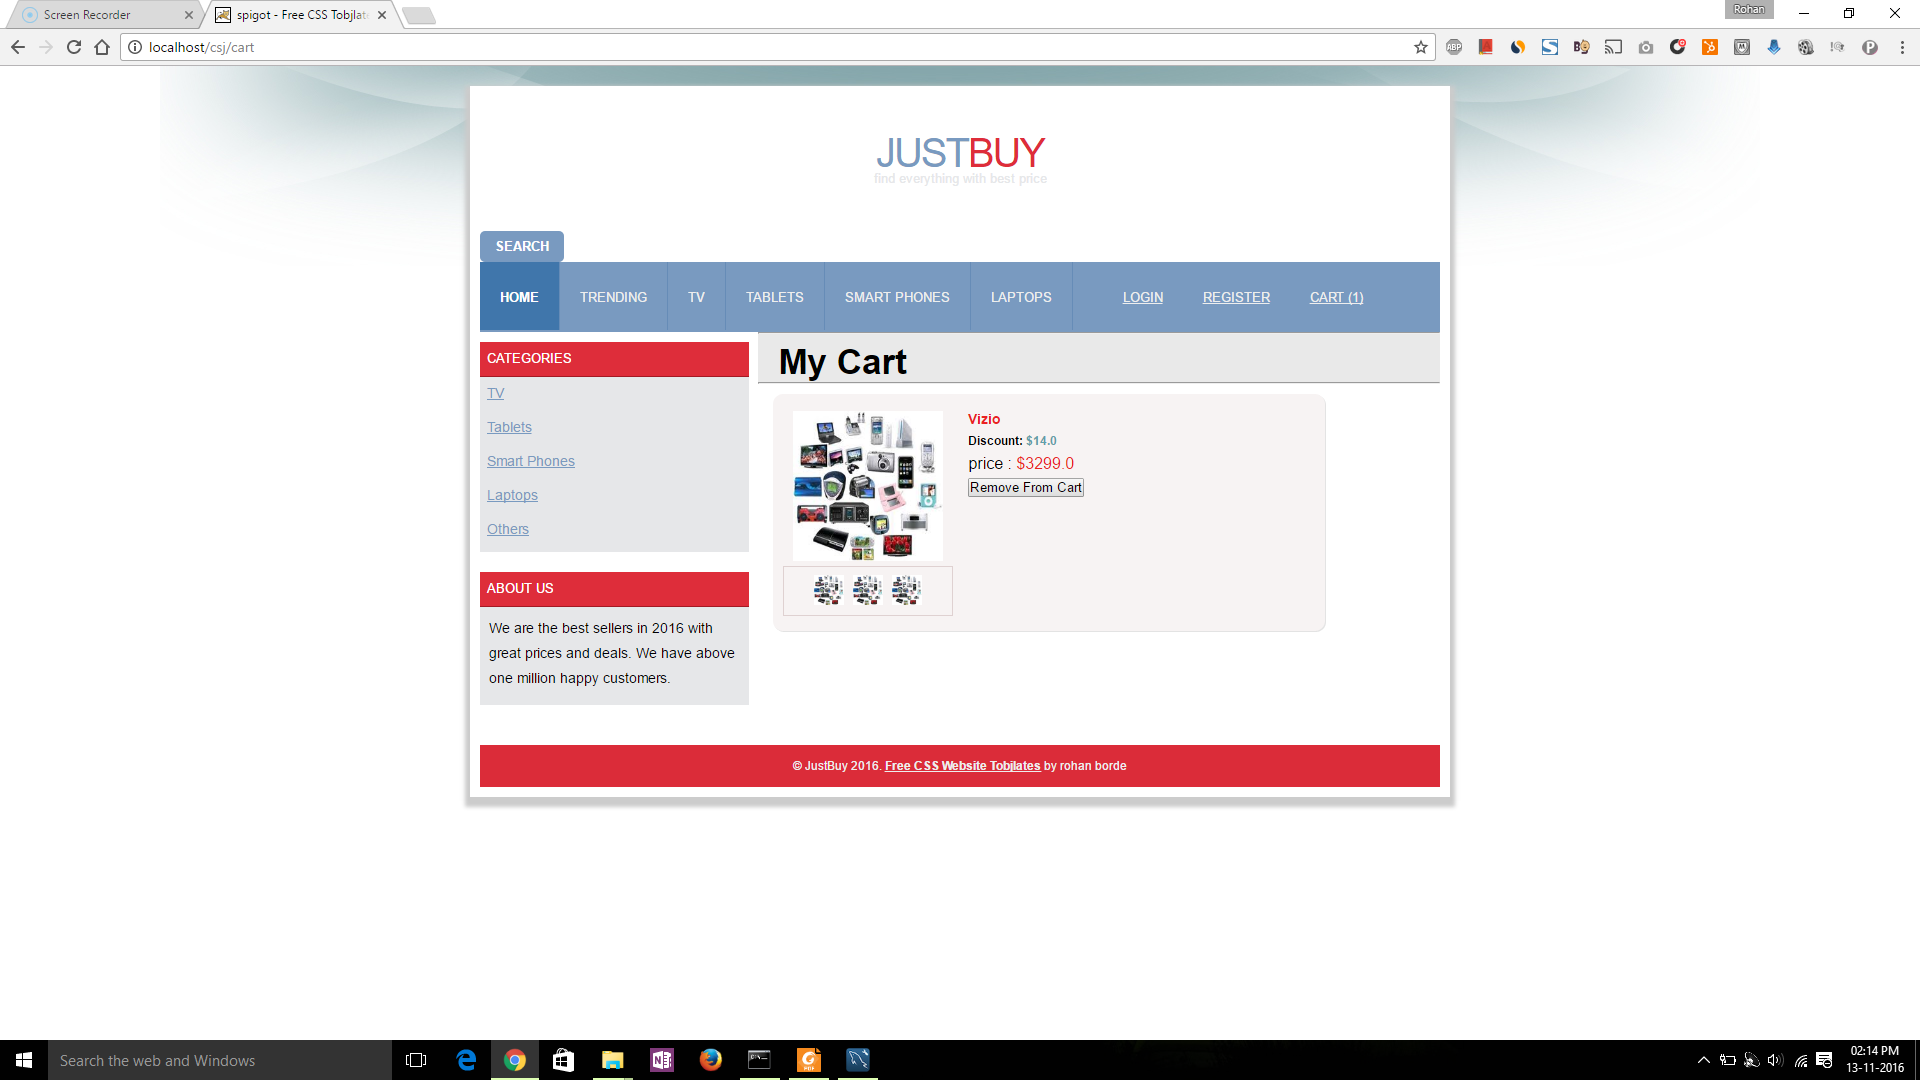 Screen Recorder
spigot - Free CSS Tobjlat
Rohan
localhost/csj/cart
ABP
JUSTBUY
find everything with best price
SEARCH
HOME TRENDING TV TABLETS SMART PHONES LAPTOPS LOGIN REGISTER CART (1)
CATEGORIES
TV
Tablets
Smart Phones
Laptops
Others
ABOUT US
We are the best sellers in 2016 with
great prices and deals. We have above
one million happy customers.
My Cart
Vizio
Discount: $14.0
price : $3299.0
Remove From Cart
© JustBuy 2016. Free CSS Website Tobjlates by rohan borde
Search the web and Windows
02:14 PM
13-11-2016